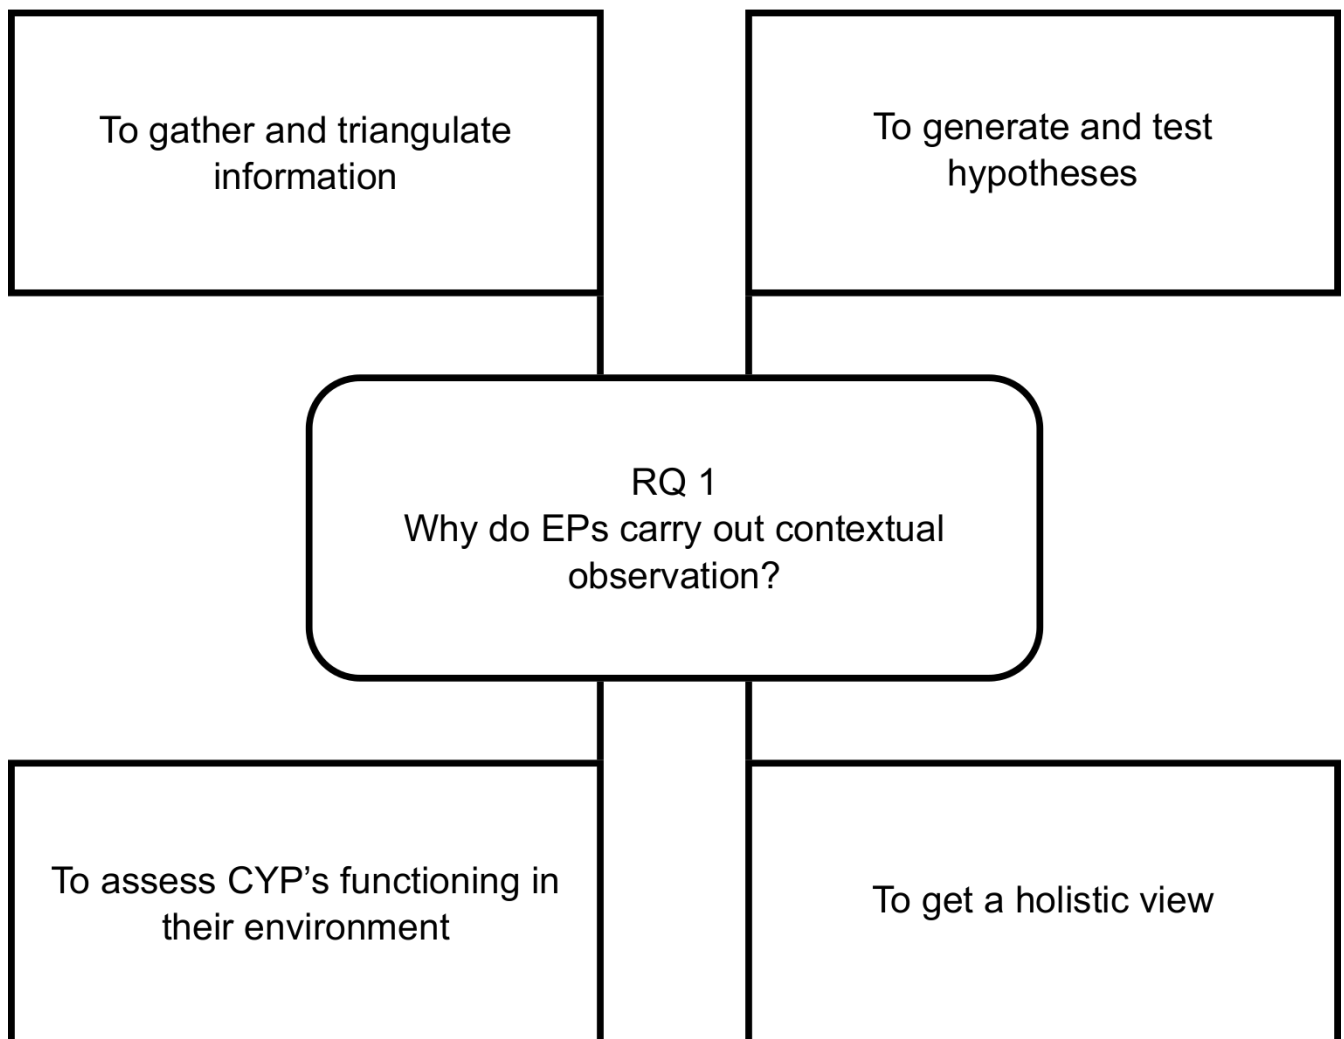 To gather and triangulate
information
To generate and test
hypotheses
RQ 1
Why do EPs carry out contextual
observation?
To assess CYP’s functioning in
their environment
To get a holistic view